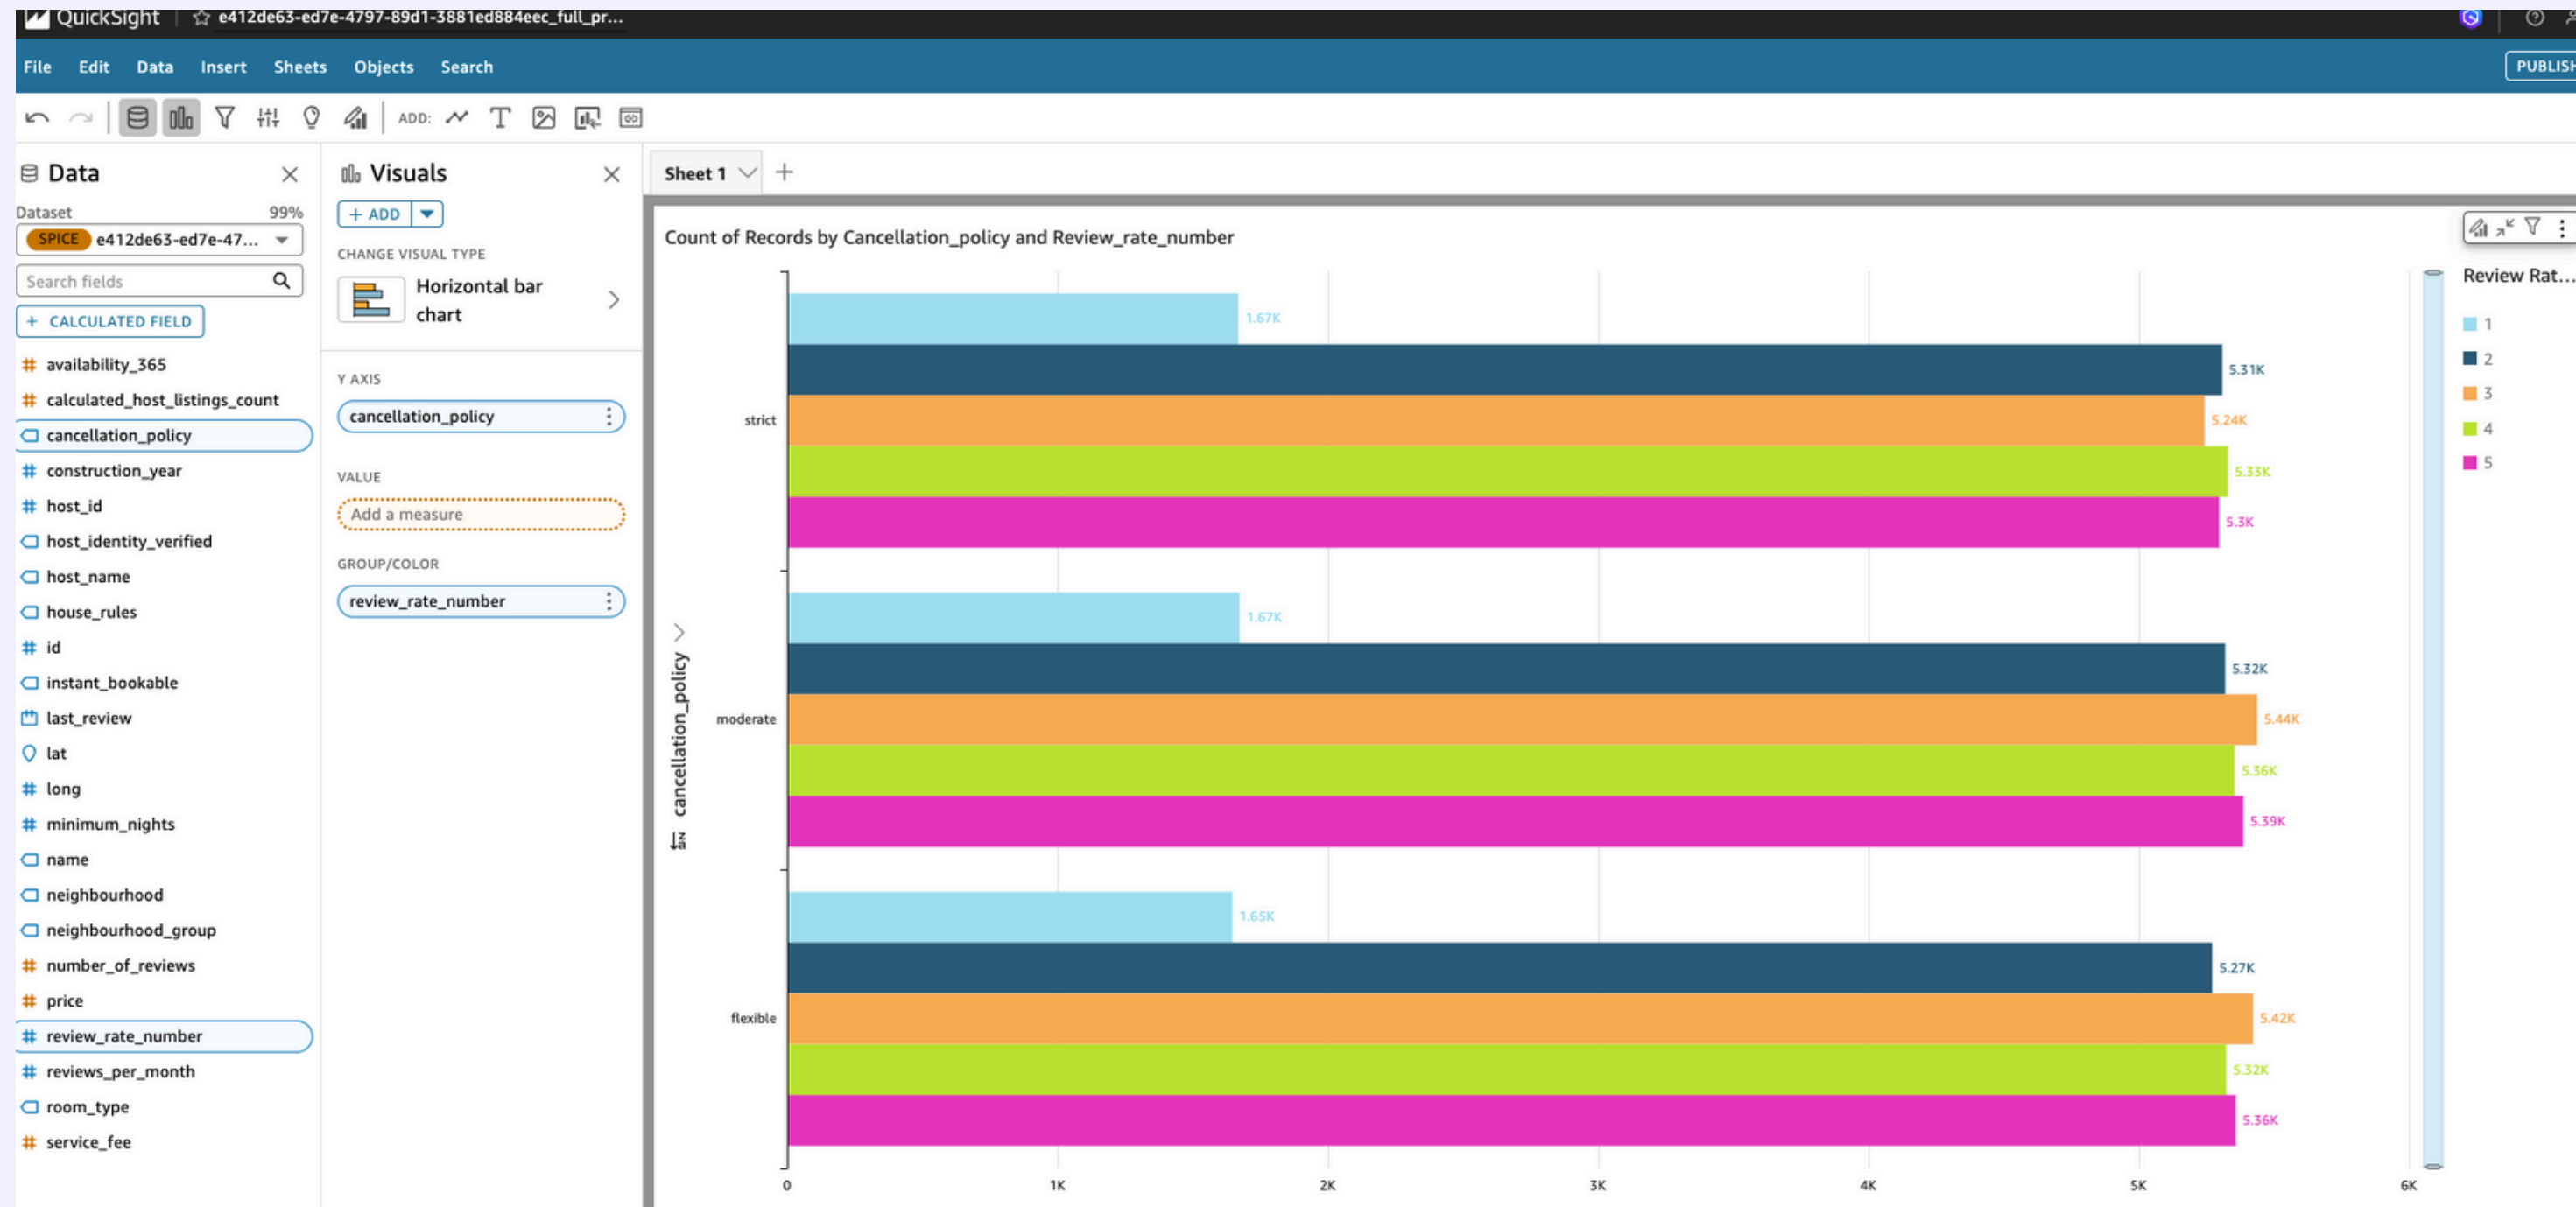 QuickSight e412de63-ed7e-4797-89d1-3881ed884eec_full_pr...
File Edit Data Insert Sheets Objects Search PUBLISH
ADD:
Data
Dataset 99%
SPICE e412de63-ed7e-47...
Search fields
+ CALCULATED FIELD
availability_365
calculated_host_listings_count
cancellation_policy
construction_year
host_id
host_identity_verified
host_name
house_rules
id
instant_bookable
last_review
lat
long
minimum_nights
name
neighbourhood
neighbourhood_group
number_of_reviews
price
review_rate_number
reviews_per_month
room_type
service_fee
Visuals
+ ADD
CHANGE VISUAL TYPE
Horizontal bar
chart
Y AXIS
cancellation_policy
VALUE
Add a measure
GROUP/COLOR
review_rate_number
Sheet 1
Count of Records by Cancellation_policy and Review_rate_number
cancellation_policy
strict
1.67K
5.31K
5.24K
5.33K
5.3K
moderate
1.67K
5.32K
5.44K
5.36K
5.39K
flexible
1.65K
5.27K
5.42K
5.32K
5.36K
0 1K 2K 3K 4K 5K 6K
Review Rat...
1
2
3
4
5